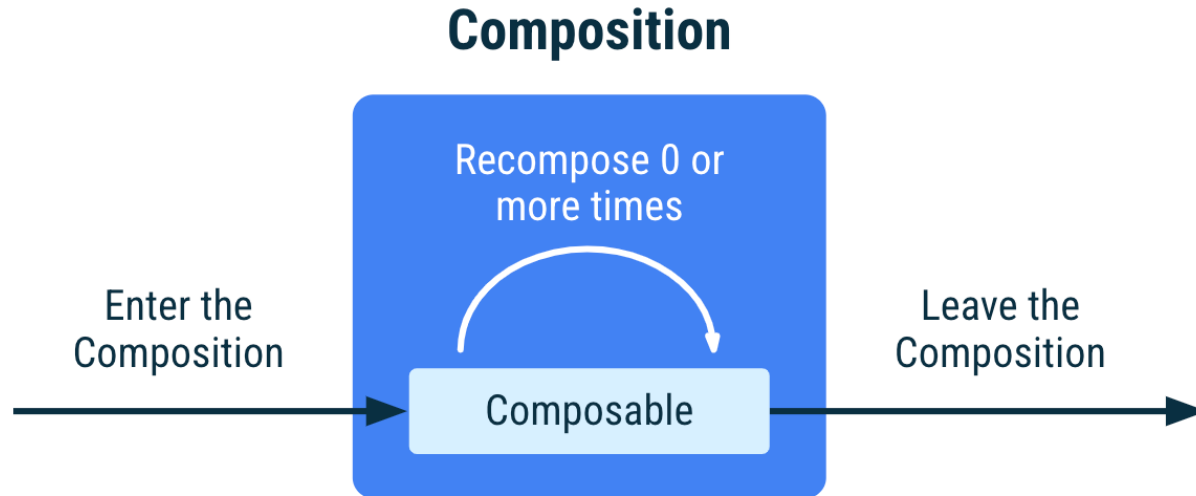 Composition
Recompose 0 or
more times
Enter the
Composition
Composable
Leave the
Composition